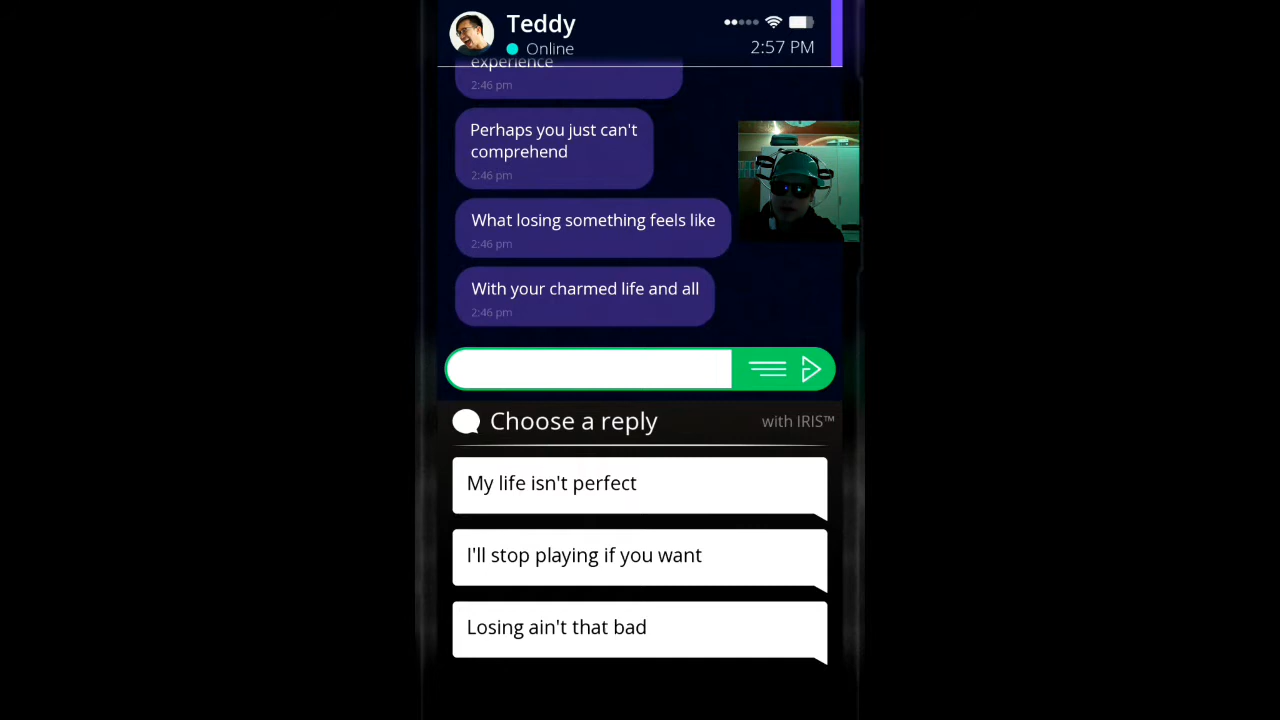 Teddy
Online
2:57 PM
experience
2:46 pm
Perhaps you just can't
comprehend
2:46 pm
What losing something feels like
2:46 pm
With your charmed life and all
2:46 pm
Choose a reply
with IRIS™
My life isn't perfect
I'll stop playing if you want
Losing ain't that bad